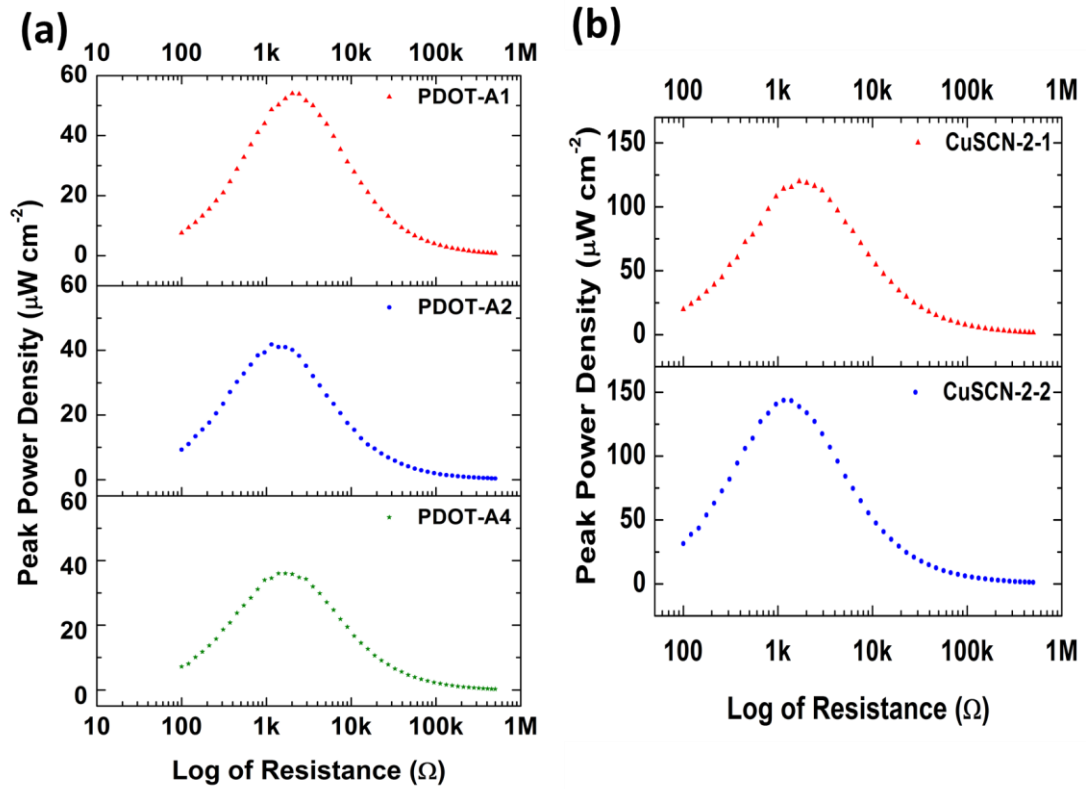 (a)
10 100 1k 10k 100k 1M
60
PDOT-A1
40
20
0
60
PDOT-A2
40
20
0
60
PDOT-A4
40
20
0
10 100 1k 10k 100k 1M
Peak Power Density (μW cm⁻²)
Log of Resistance (Ω)
(b)
100 1k 10k 100k 1M
150
CuSCN-2-1
100
50
0
150
CuSCN-2-2
100
50
0
100 1k 10k 100k 1M
Peak Power Density (μW cm⁻²)
Log of Resistance (Ω)